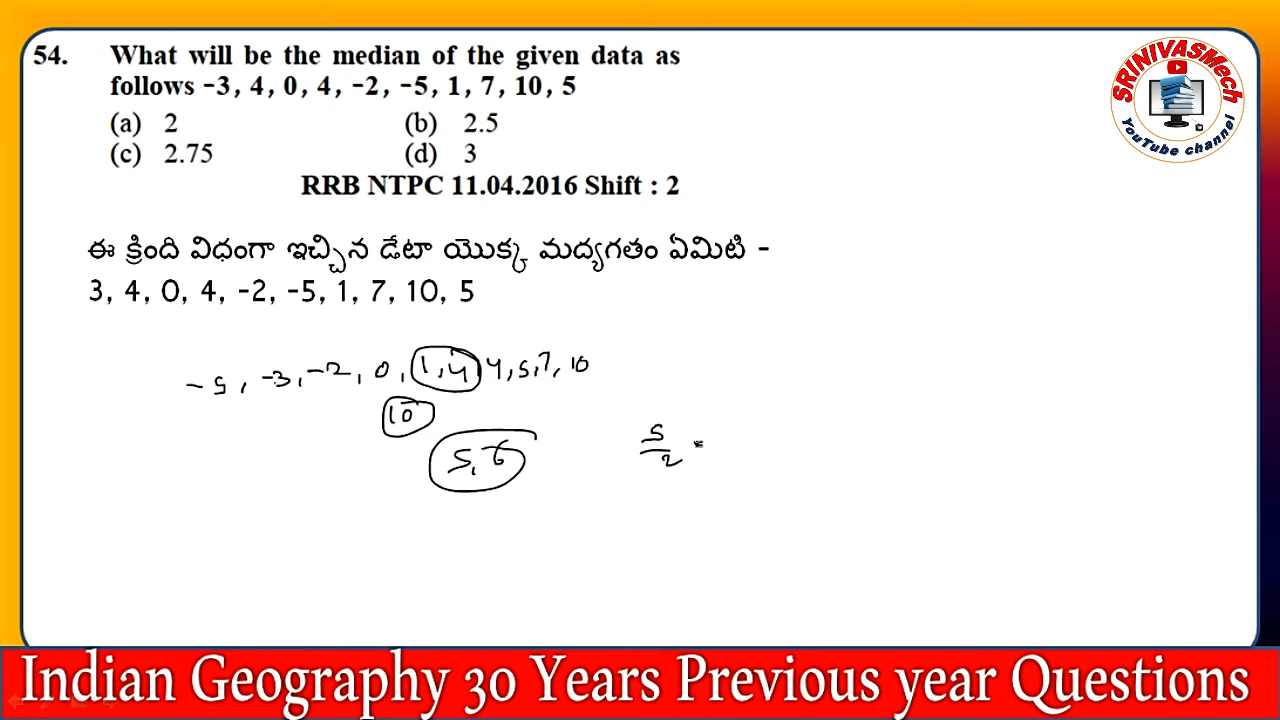 54. What will be the median of the given data as
follows -3, 4, 0, 4, -2, -5, 1, 7, 10, 5
(a) 2 (b) 2.5
(c) 2.75 (d) 3
RRB NTPC 11.04.2016 Shift : 2
SRINIVASMech
YouTube channel
ఈ క్రింది విధంగా ఇచ్చిన డేటా యొక్క మద్యగతం ఏమిటి -
3, 4, 0, 4, -2, -5, 1, 7, 10, 5
-5, -3, -2, 0, 1, 4 4, 5, 7, 10
10
5, 6
5/2 =
Indian Geography 30 Years Previous year Questions